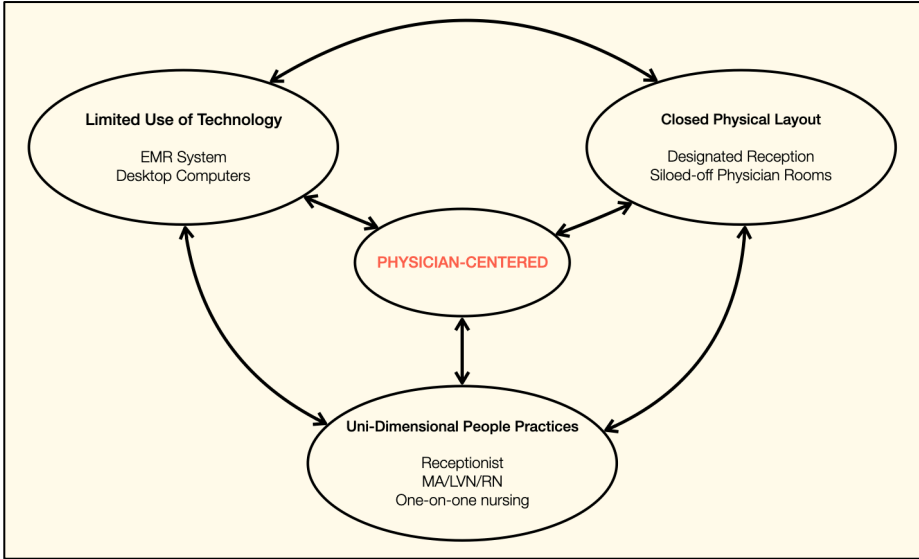 Limited Use of Technology
EMR System
Desktop Computers
Closed Physical Layout
Designated Reception
Siloed-off Physician Rooms
PHYSICIAN-CENTERED
Uni-Dimensional People Practices
Receptionist
MA/LVN/RN
One-on-one nursing